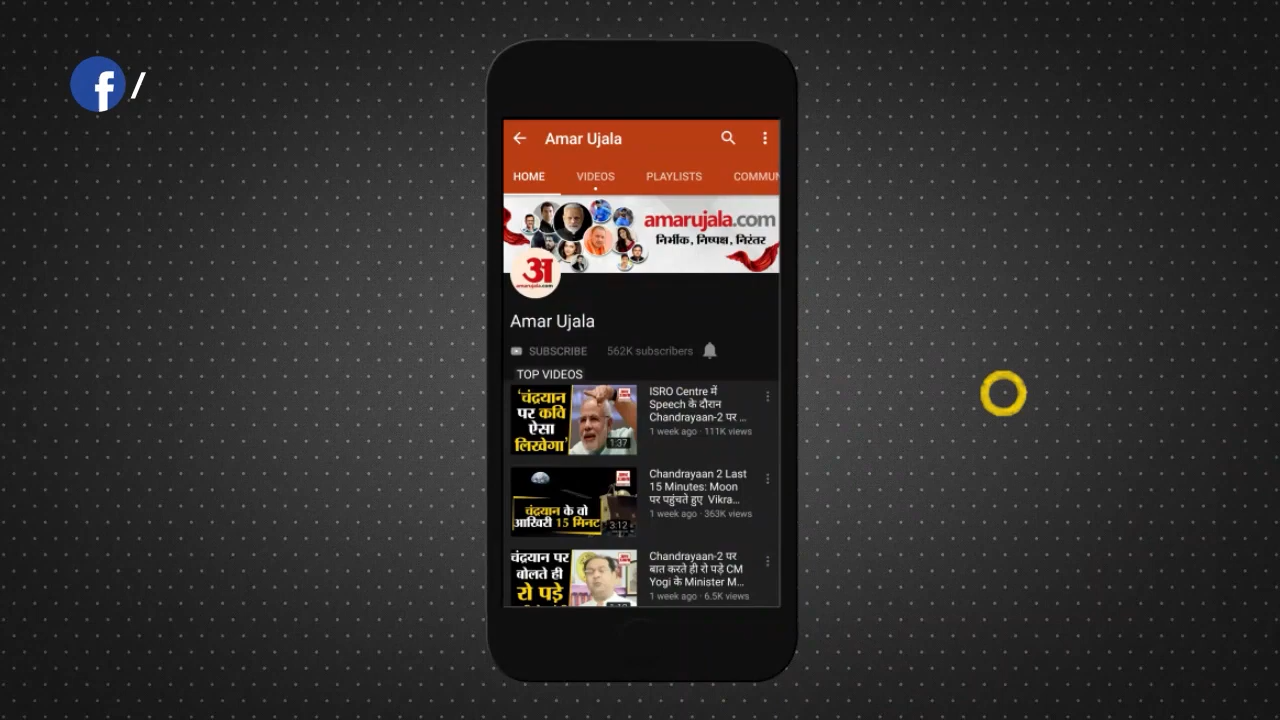 f/
Amar Ujala
HOME VIDEOS PLAYLISTS COMMUN
amarujala.com
निर्भीक, निष्पक्ष, निरंतर
अ
amarujala.com
Amar Ujala
SUBSCRIBE 562K subscribers
TOP VIDEOS
'चंद्रयान
पर कवि
ऐसा
लिखेगा'
1:37
ISRO Centre में
Speech के दौरान
Chandrayaan-2 पर ...
1 week ago · 111K views
चंद्रयान के वो
आखिरी 15 मिनट
3:12
Chandrayaan 2 Last
15 Minutes: Moon
पर पहुंचते हुए Vikra...
1 week ago · 363K views
चंद्रयान पर
बोलते ही
रो पड़े
Chandrayaan-2 पर
बात करते ही रो पड़े CM
Yogi के Minister M...
1 week ago · 6.5K views